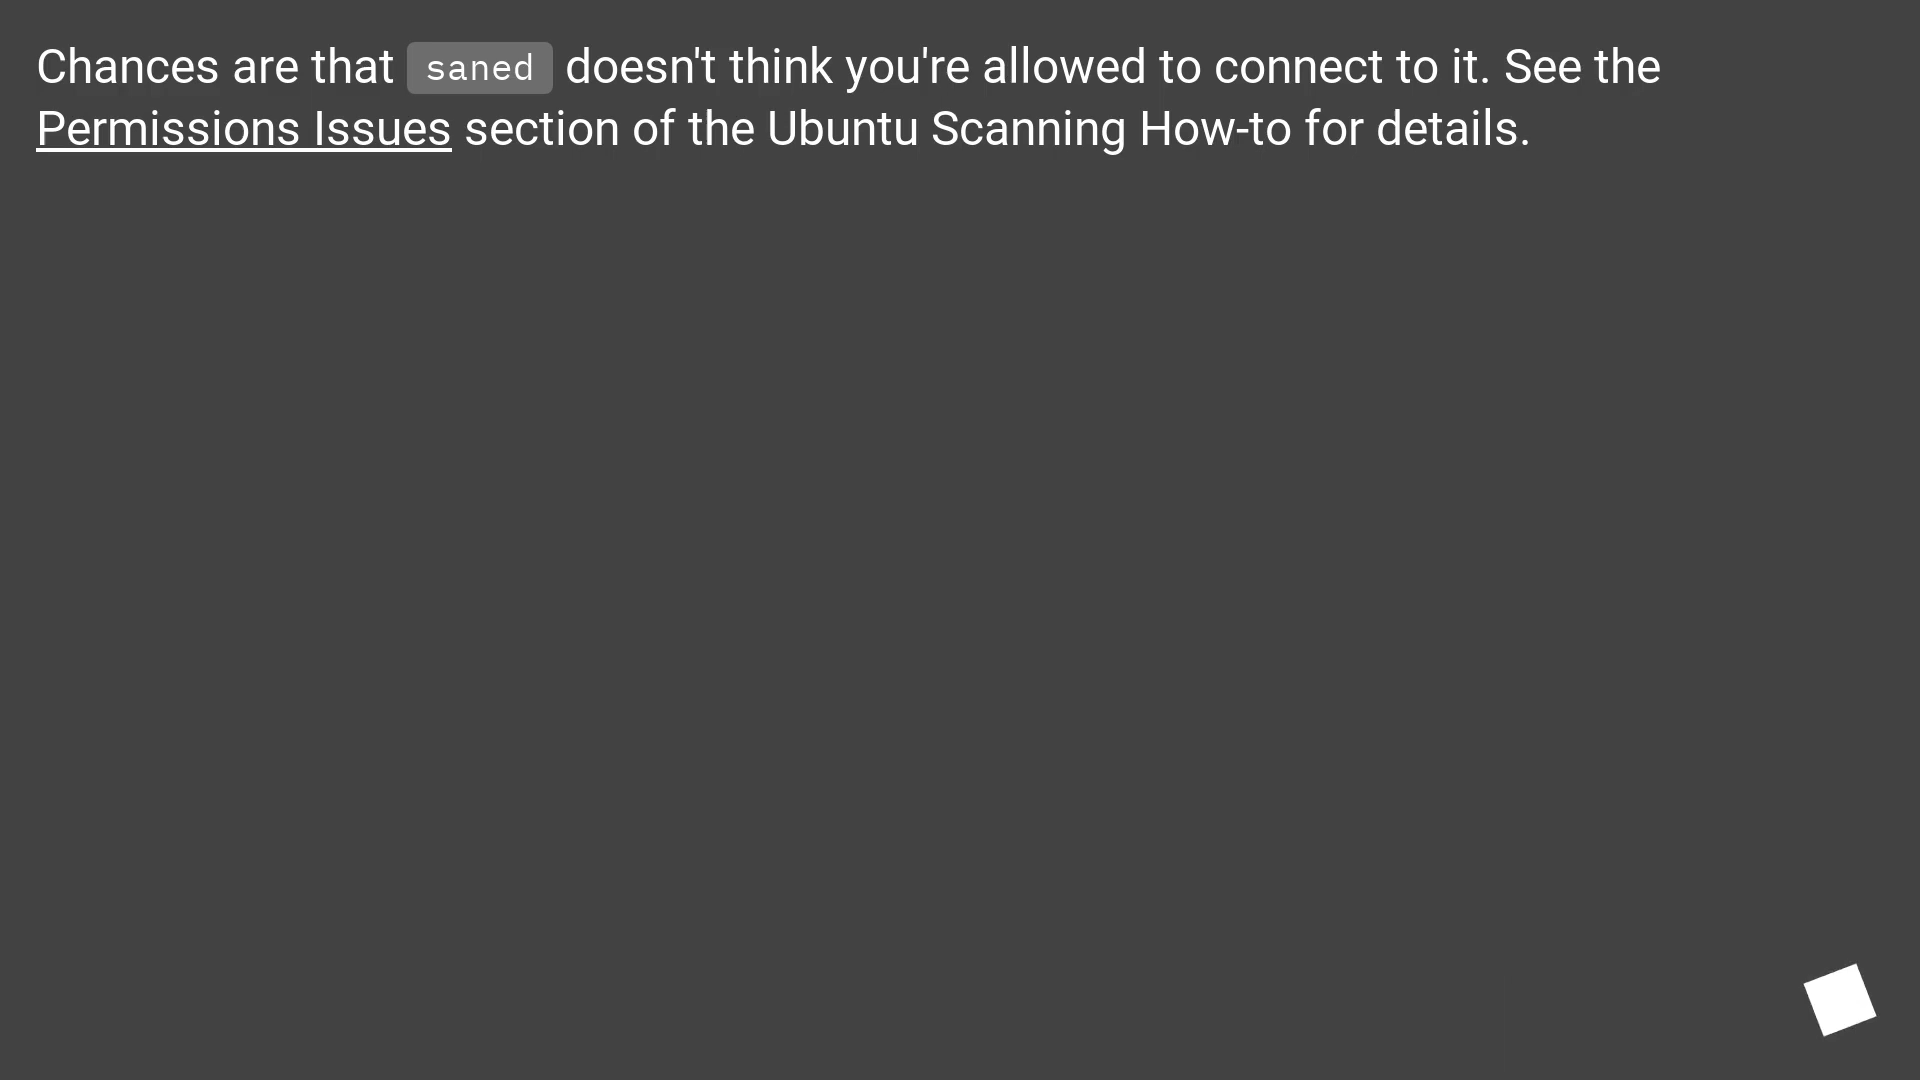 Chances are that saned doesn't think you're allowed to connect to it. See the
Permissions Issues section of the Ubuntu Scanning How-to for details.